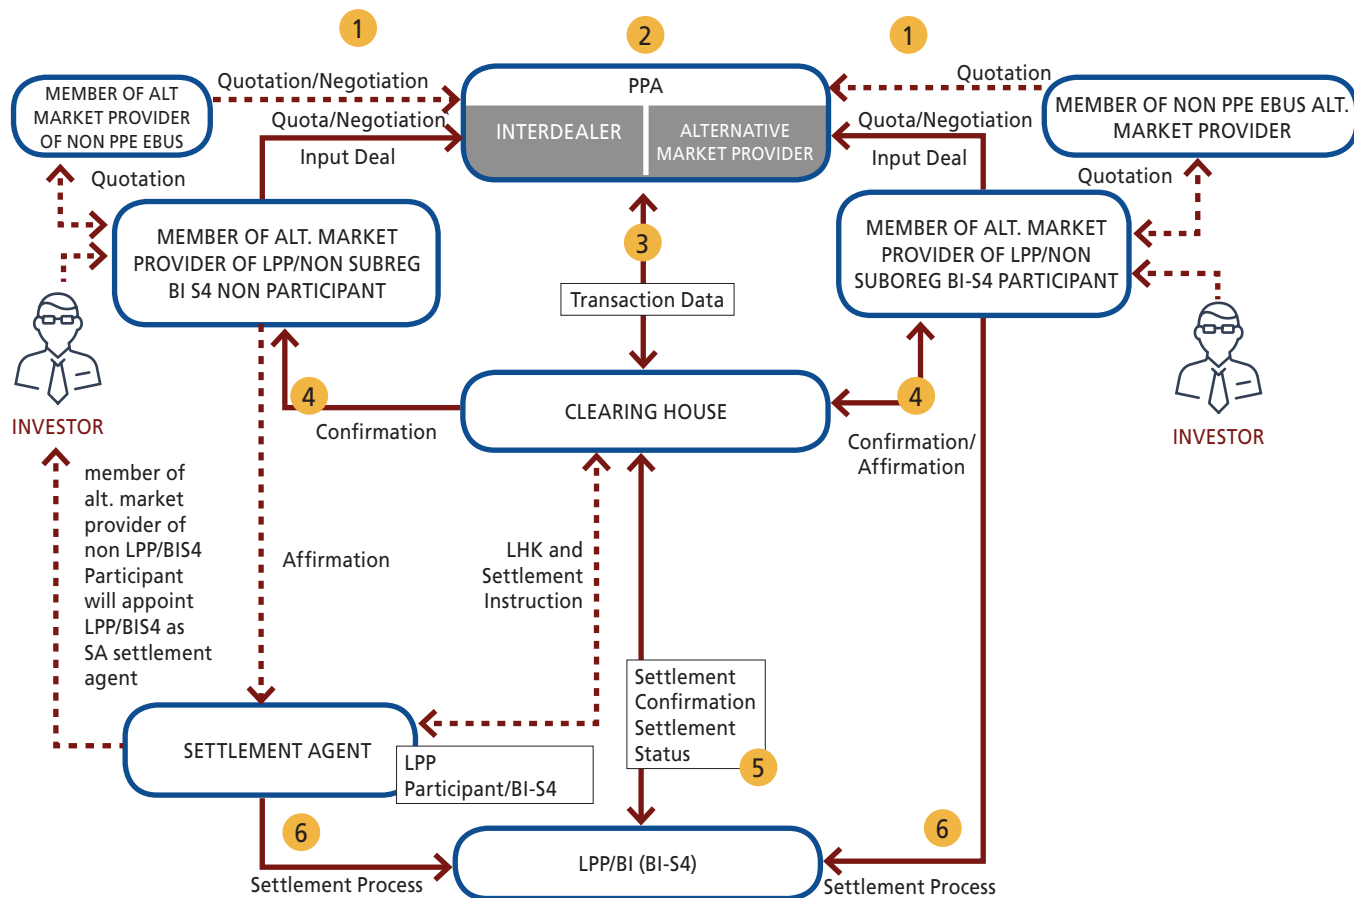 1
2
1
Quotation/Negotiation
PPA
Quotation
MEMBER OF ALT
MARKET PROVIDER
OF NON PPE EBUS
MEMBER OF NON PPE EBUS ALT.
MARKET PROVIDER
Quota/Negotiation
INTERDEALER
ALTERNATIVE
MARKET PROVIDER
Quota/Negotiation
Input Deal
Input Deal
Quotation
Quotation
MEMBER OF ALT. MARKET
PROVIDER OF LPP/NON SUBREG
BI S4 NON PARTICIPANT
3
MEMBER OF ALT. MARKET
PROVIDER OF LPP/NON
SUBOREG BI-S4 PARTICIPANT
Transaction Data
4
CLEARING HOUSE
4
INVESTOR
Confirmation
Confirmation/
Affirmation
INVESTOR
member of
alt. market
provider of
non LPP/BIS4
Participant
will appoint
LPP/BIS4 as
SA settlement
agent
Affirmation
LHK and
Settlement
Instruction
Settlement
Confirmation
Settlement
Status
5
SETTLEMENT AGENT
LPP
Participant/BI-S4
6
6
LPP/BI (BI-S4)
Settlement Process
Settlement Process